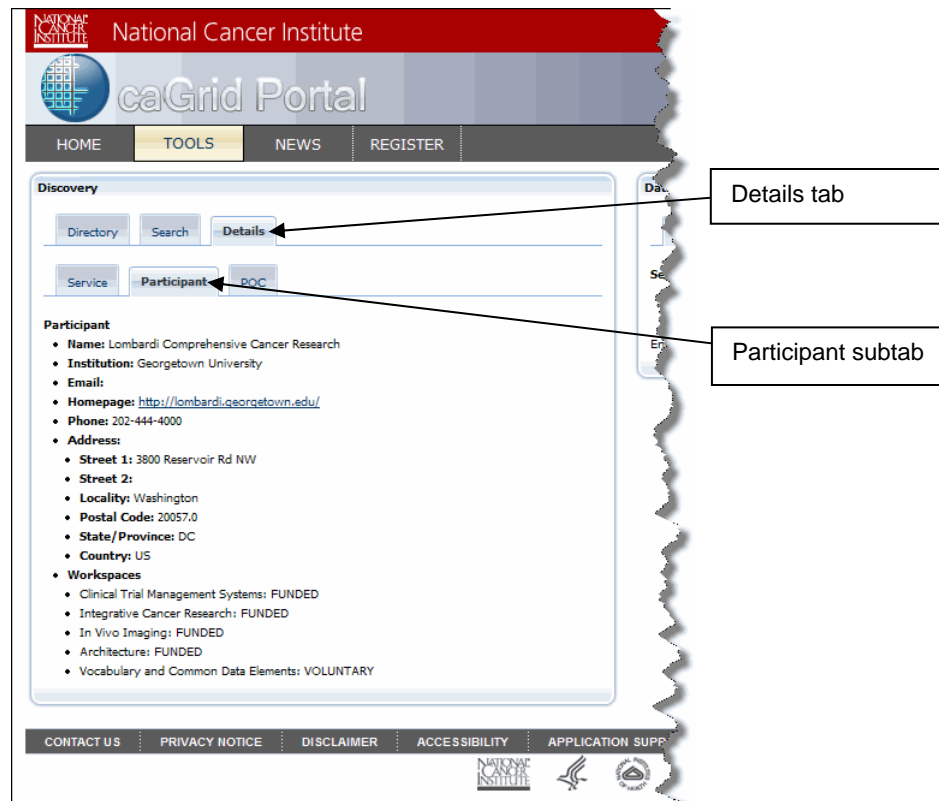 NATIONAL CANCER INSTITUTE
National Cancer Institute
caGrid Portal
HOME TOOLS NEWS REGISTER
Discovery
Directory Search Details
Service Participant POC
Participant
• Name: Lombardi Comprehensive Cancer Research
• Institution: Georgetown University
• Email:
• Homepage: http://lombardi.georgetown.edu/
• Phone: 202-444-4000
• Address:
• Street 1: 3800 Reservoir Rd NW
• Street 2:
• Locality: Washington
• Postal Code: 20057.0
• State/Province: DC
• Country: US
• Workspaces
• Clinical Trial Management Systems: FUNDED
• Integrative Cancer Research: FUNDED
• In Vivo Imaging: FUNDED
• Architecture: FUNDED
• Vocabulary and Common Data Elements: VOLUNTARY
Details tab
Participant subtab
CONTACT US PRIVACY NOTICE DISCLAIMER ACCESSIBILITY APPLICATION SUPP
NATIONAL CANCER INSTITUTE